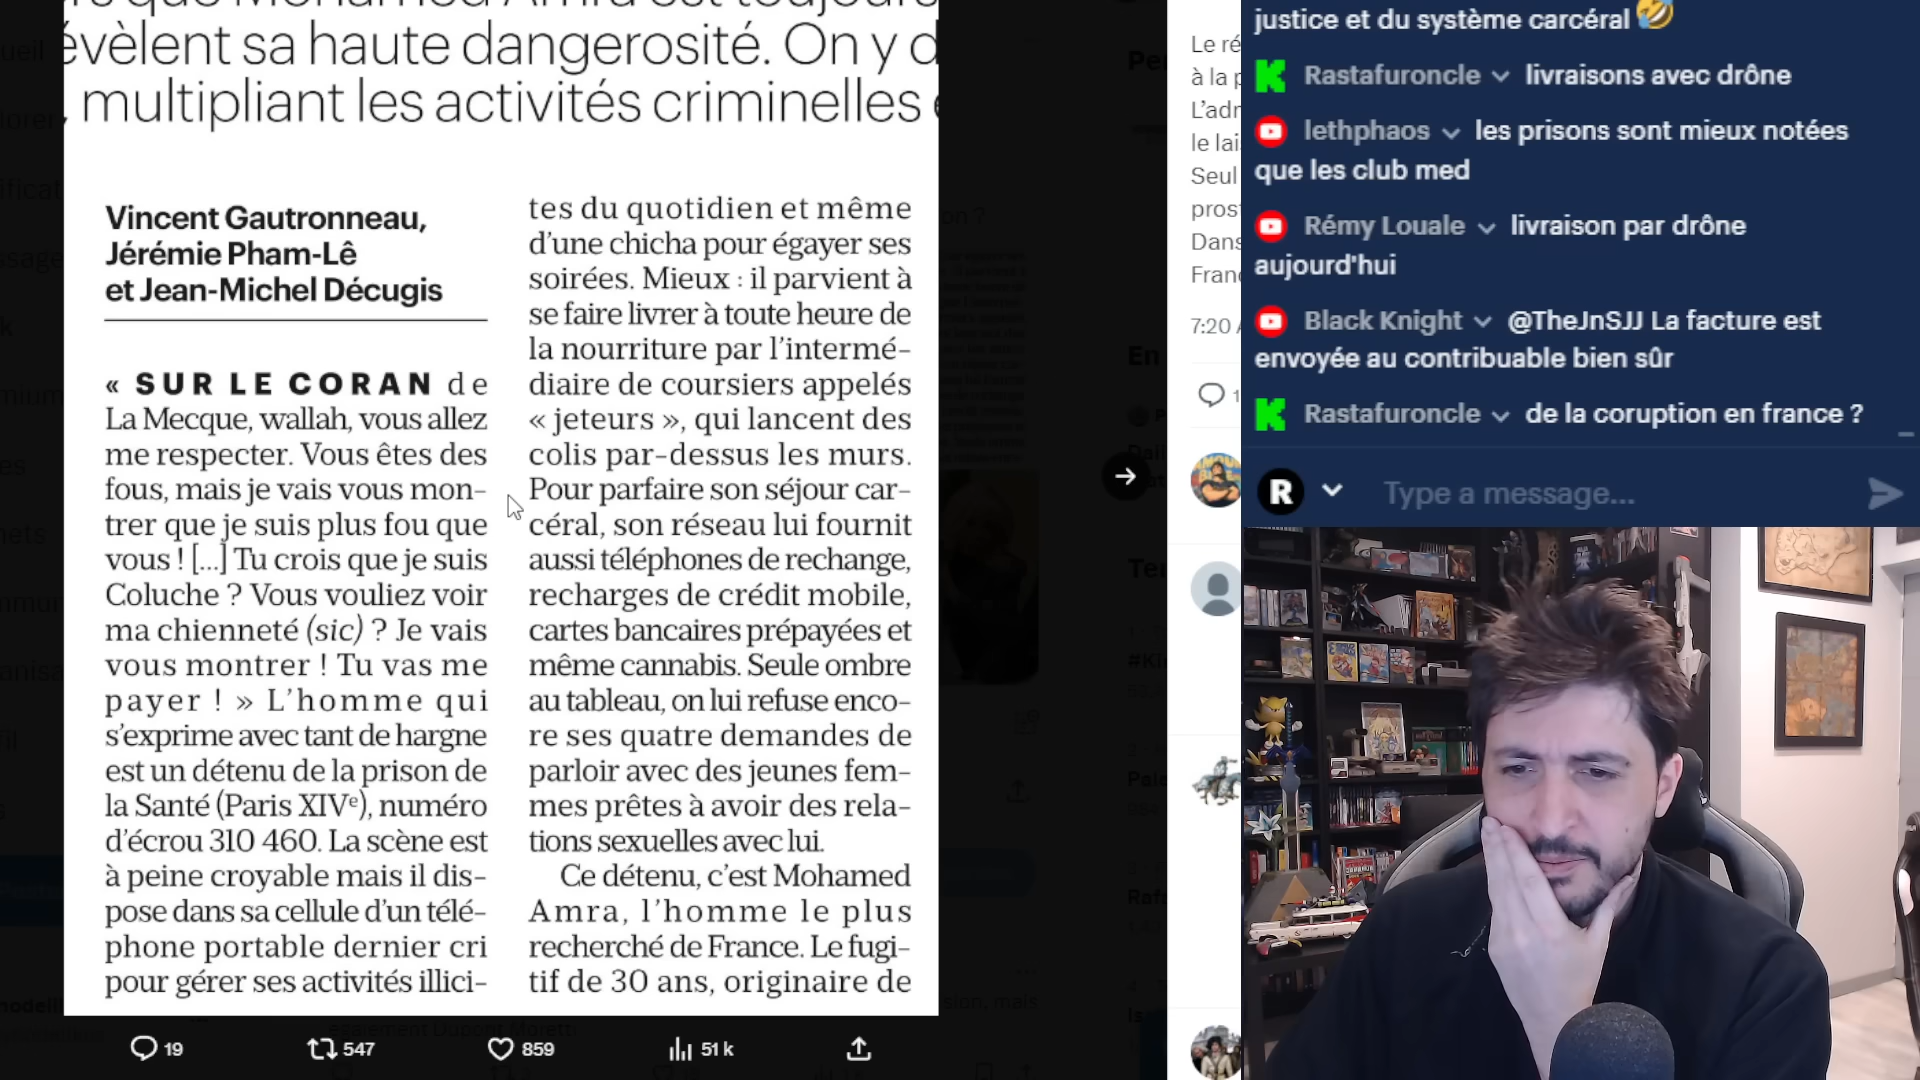 évèlent sa haute dangerosité. On y d
, multipliant les activités criminelles
Vincent Gautronneau,
Jérémie Pham-Lê
et Jean-Michel Décugis
« SUR LE CORAN de
La Mecque, wallah, vous allez
me respecter. Vous êtes des
fous, mais je vais vous mon-
trer que je suis plus fou que
vous ! [...] Tu crois que je suis
Coluche ? Vous vouliez voir
ma chienneté (sic) ? Je vais
vous montrer ! Tu vas me
payer ! » L’homme qui
s’exprime avec tant de hargne
est un détenu de la prison de
la Santé (Paris XIVe), numéro
d’écrou 310 460. La scène est
à peine croyable mais il dis-
pose dans sa cellule d’un télé-
phone portable dernier cri
pour gérer ses activités illici-
tes du quotidien et même
d’une chicha pour égayer ses
soirées. Mieux : il parvient à
se faire livrer à toute heure de
la nourriture par l’intermé-
diaire de coursiers appelés
« jeteurs », qui lancent des
colis par-dessus les murs.
Pour parfaire son séjour car-
céral, son réseau lui fournit
aussi téléphones de rechange,
recharges de crédit mobile,
cartes bancaires prépayées et
même cannabis. Seule ombre
au tableau, on lui refuse enco-
re ses quatre demandes de
parloir avec des jeunes fem-
mes prêtes à avoir des rela-
tions sexuelles avec lui.
Ce détenu, c’est Mohamed
Amra, l’homme le plus
recherché de France. Le fugi-
tif de 30 ans, originaire de
19
547
859
51 k
Le ré
à la p
L’adr
le lai
Seul
Dans
Franc
7:20
justice et du système carcéral 🤣
Rastafuroncle livraisons avec drône
lethphaos les prisons sont mieux notées
que les club med
Rémy Louale livraison par drône
aujourd'hui
Black Knight @TheJnSJJ La facture est
envoyée au contribuable bien sûr
Rastafuroncle de la coruption en france ?
R
Type a message...